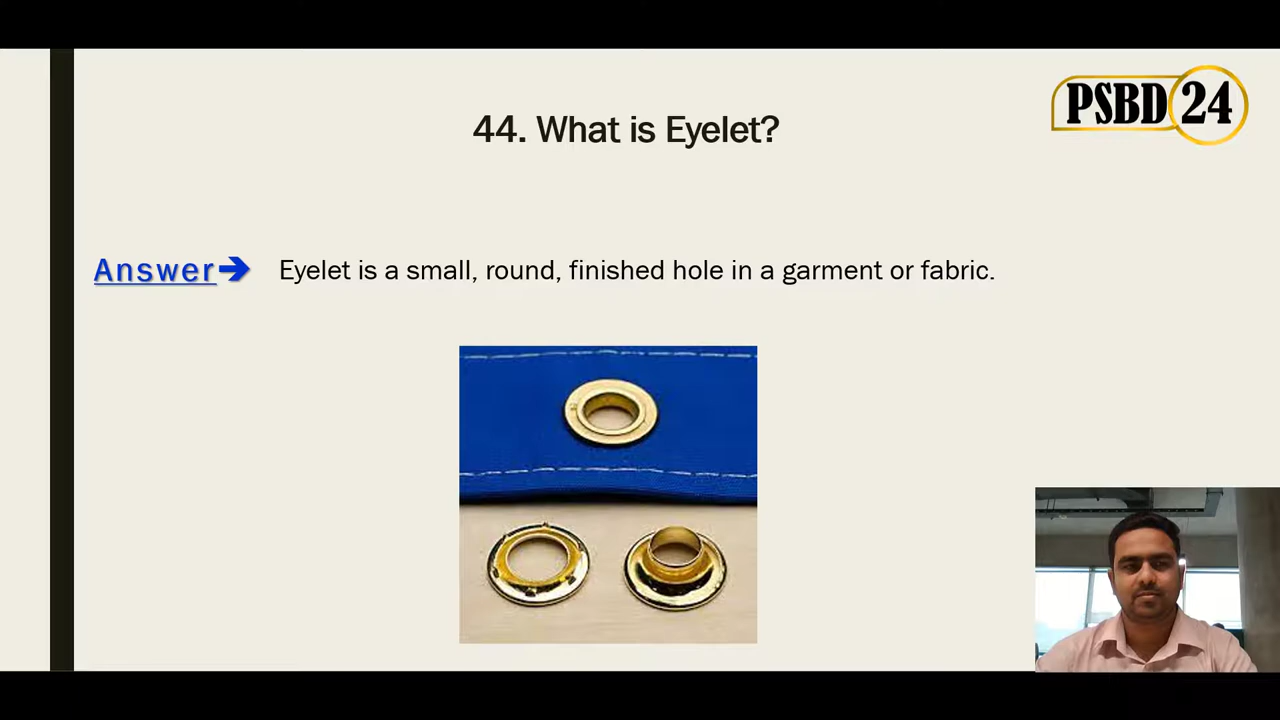 PSBD 24
44. What is Eyelet?
Answer➔ Eyelet is a small, round, finished hole in a garment or fabric.